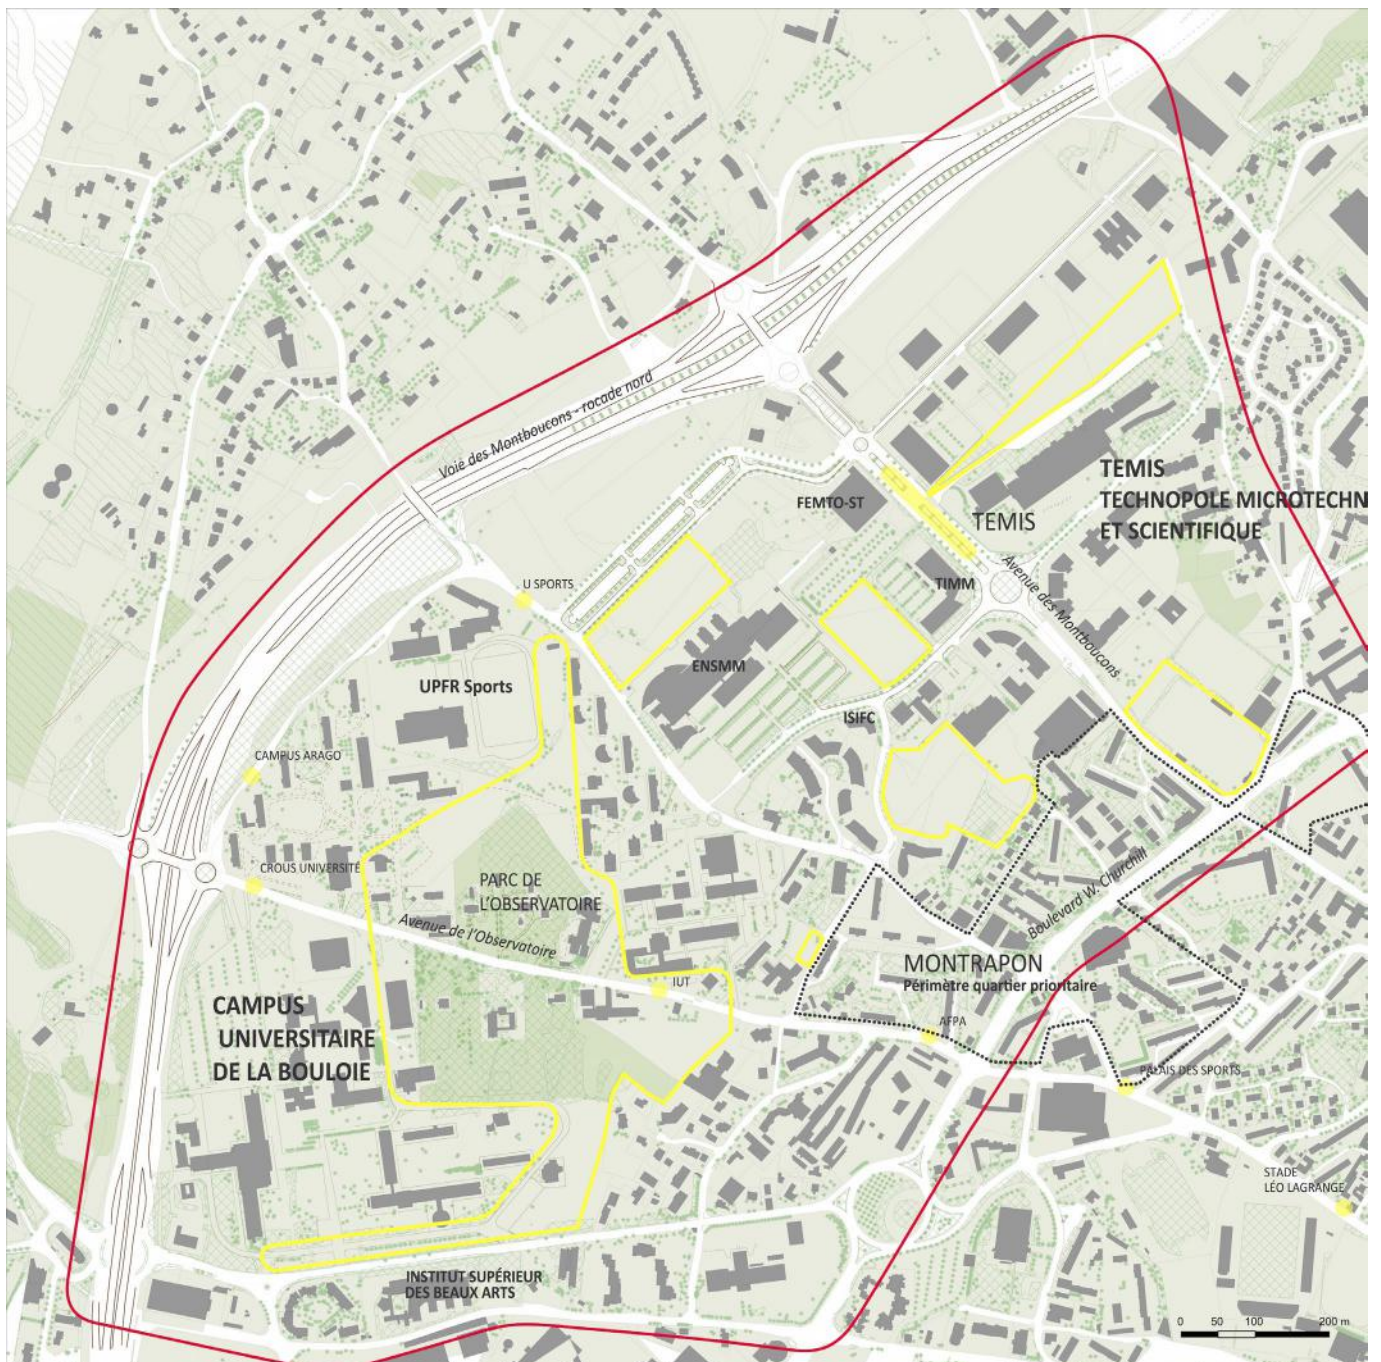 Voie des Montboucons - rocade nord
FEMTO-ST
TEMIS
TEMIS
TECHNOPOLE MICROTECHN
ET SCIENTIFIQUE
U SPORTS
TIMM
Avenue des Montboucons
ENSMM
UPFR Sports
ISIFC
CAMPUS ARAGO
CROUS UNIVERSITÉ
PARC DE
L'OBSERVATOIRE
Avenue de l'Observatoire
Boulevard W. Churchill
MONTRAPON
Périmètre quartier prioritaire
IUT
CAMPUS
UNIVERSITAIRE
DE LA BOULOIE
AFPA
PALAIS DES SPORTS
STADE
LÉO LAGRANGE
INSTITUT SUPÉRIEUR
DES BEAUX ARTS
0 50 100 200 m